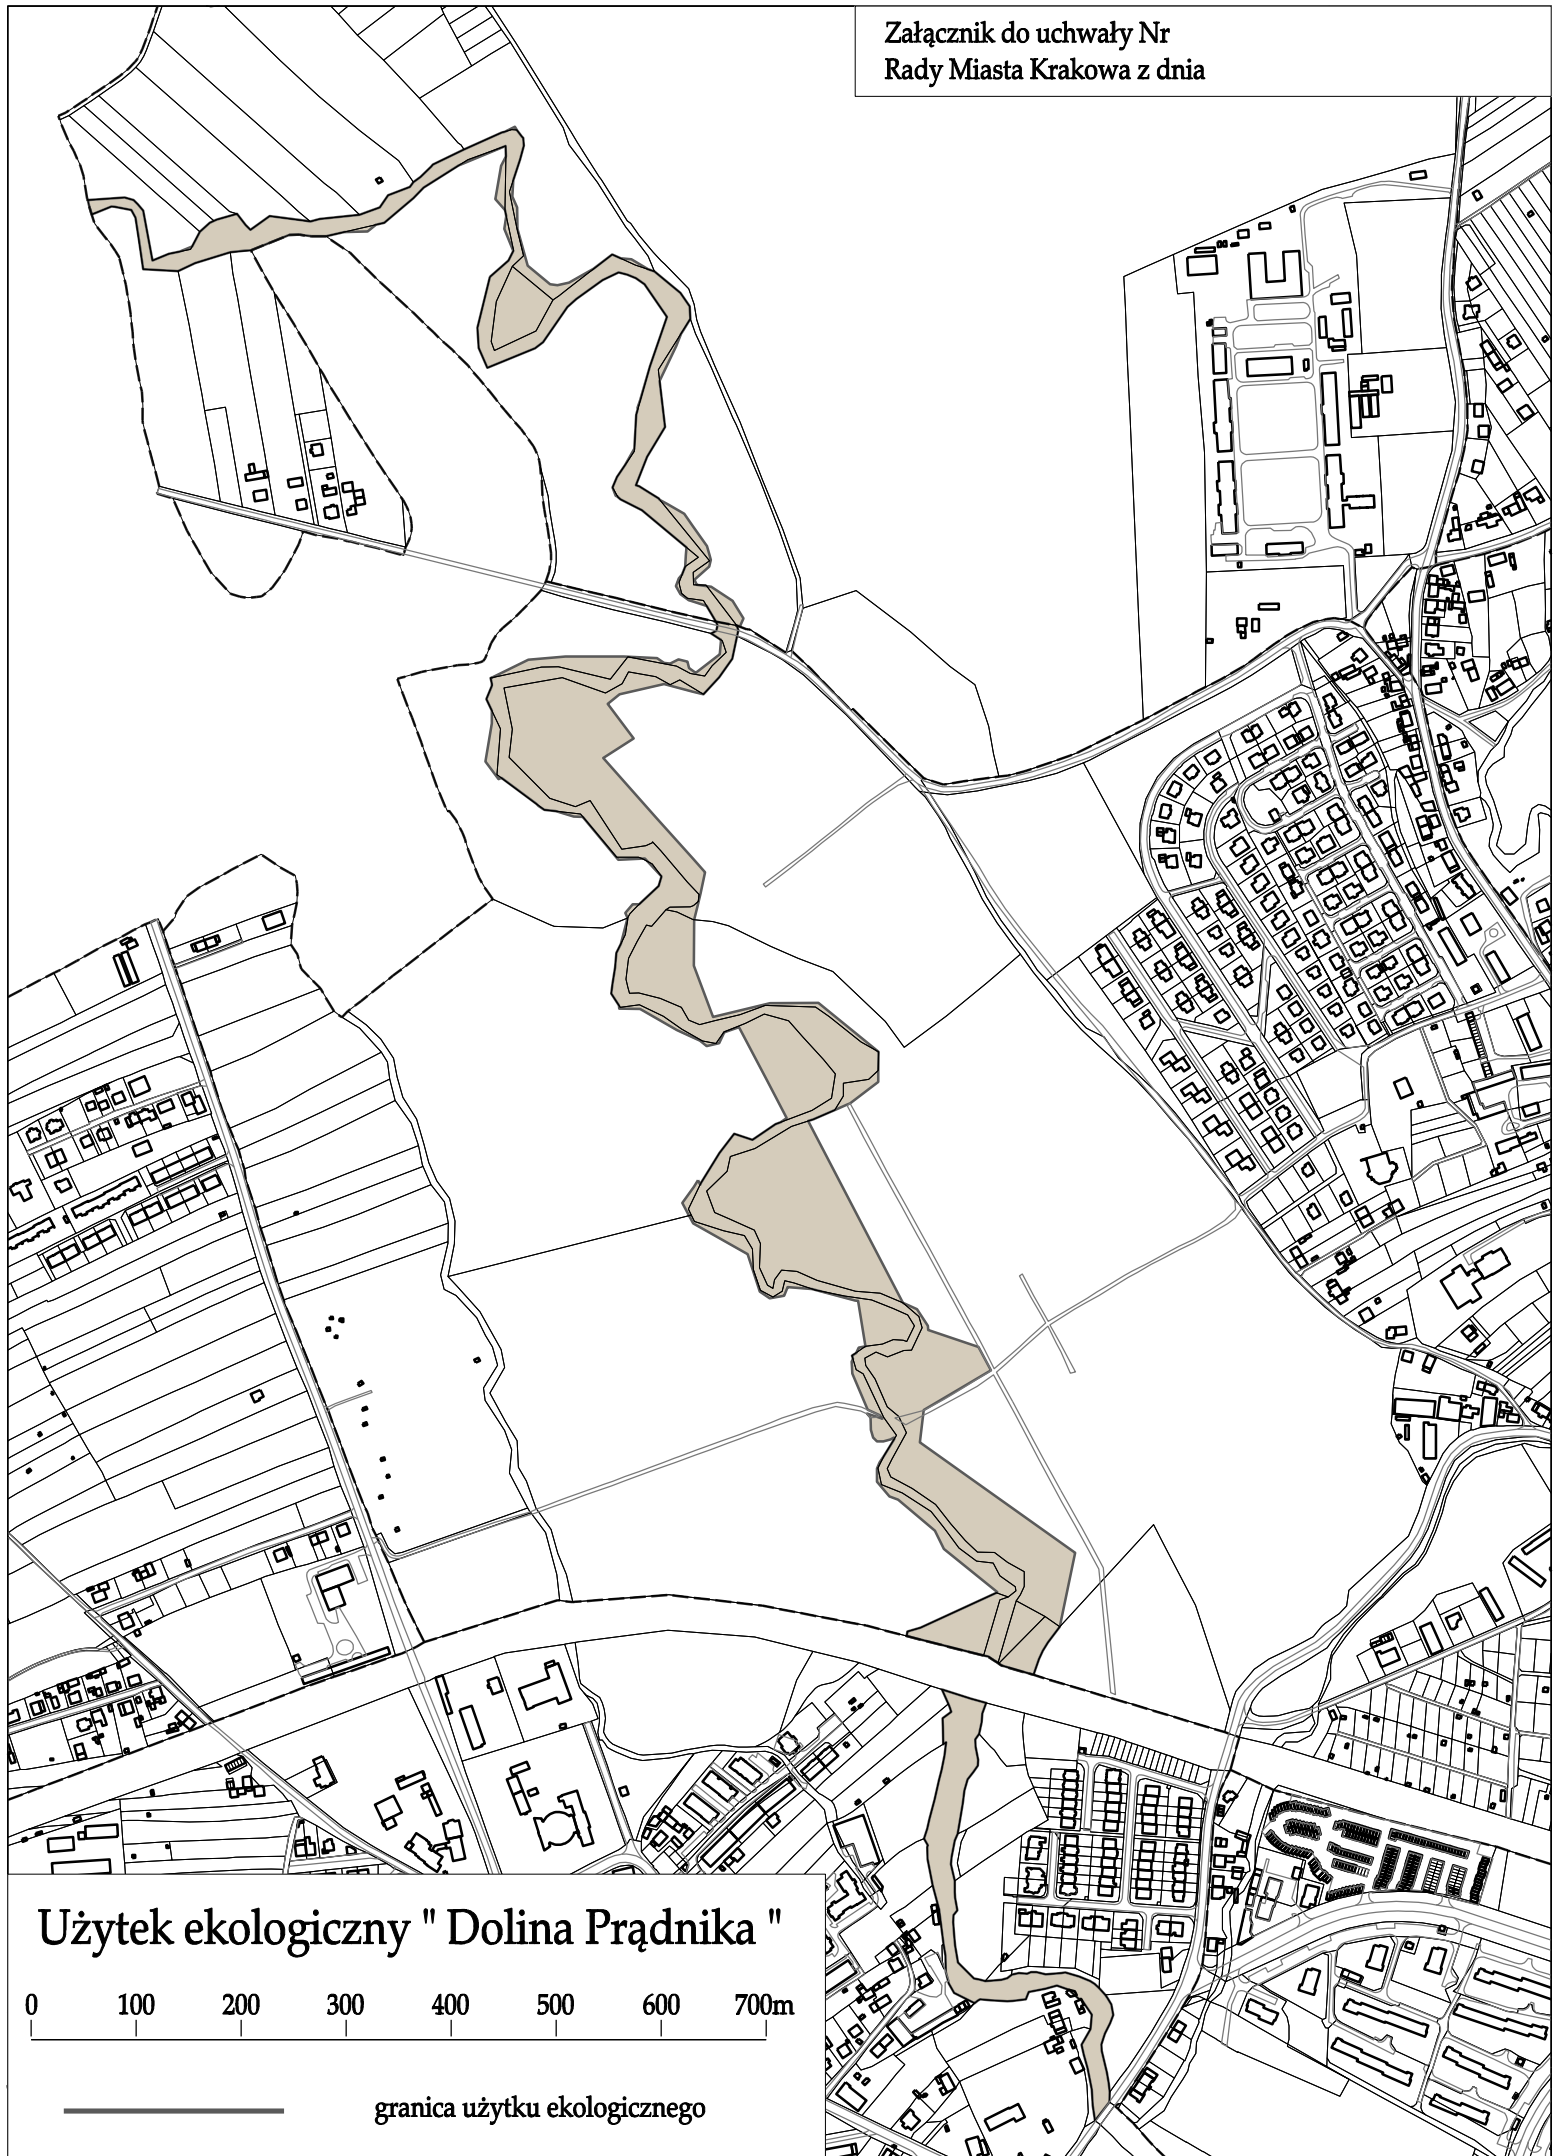 Załącznik do uchwały Nr
Rady Miasta Krakowa z dnia
Użytek ekologiczny " Dolina Prądnika "
0 100 200 300 400 500 600 700m
granica użytku ekologicznego